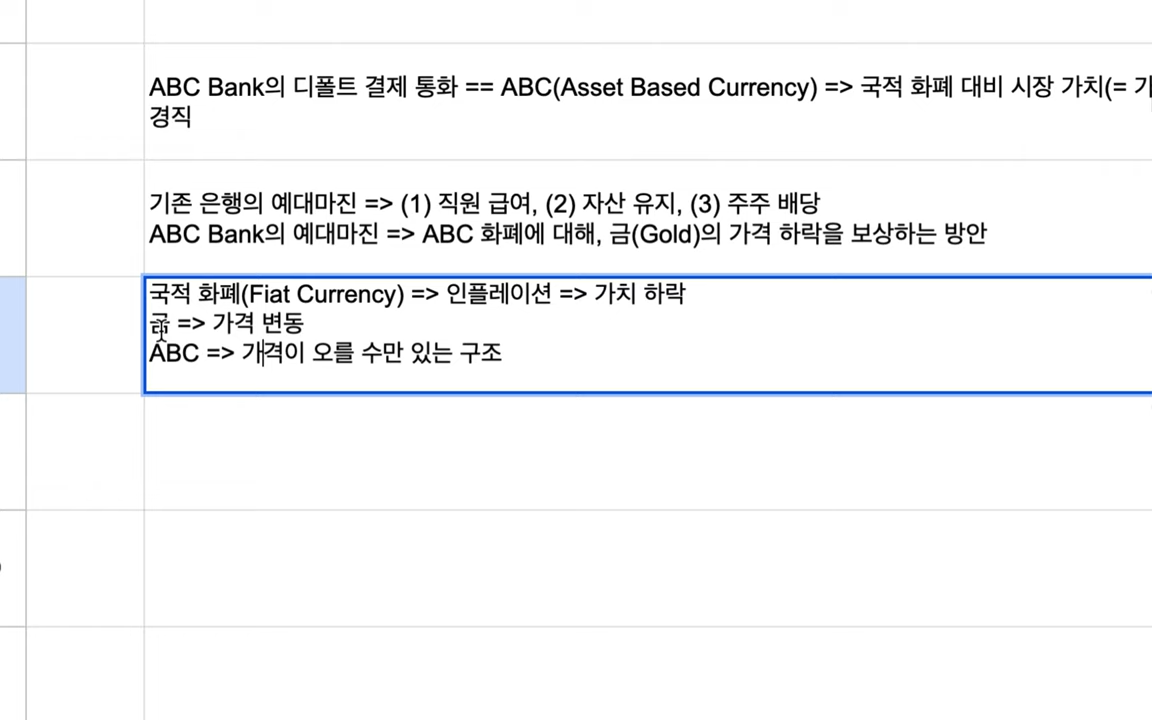 ABC Bank의 디폴트 결제 통화 == ABC(Asset Based Currency) => 국적 화폐 대비 시장 가치(=
경직
기존 은행의 예대마진 => (1) 직원 급여, (2) 자산 유지, (3) 주주 배당
ABC Bank의 예대마진 => ABC 화폐에 대해, 금(Gold)의 가격 하락을 보상하는 방안
국적 화폐(Fiat Currency) => 인플레이션 => 가치 하락
금 => 가격 변동
ABC => 가격이 오를 수만 있는 구조